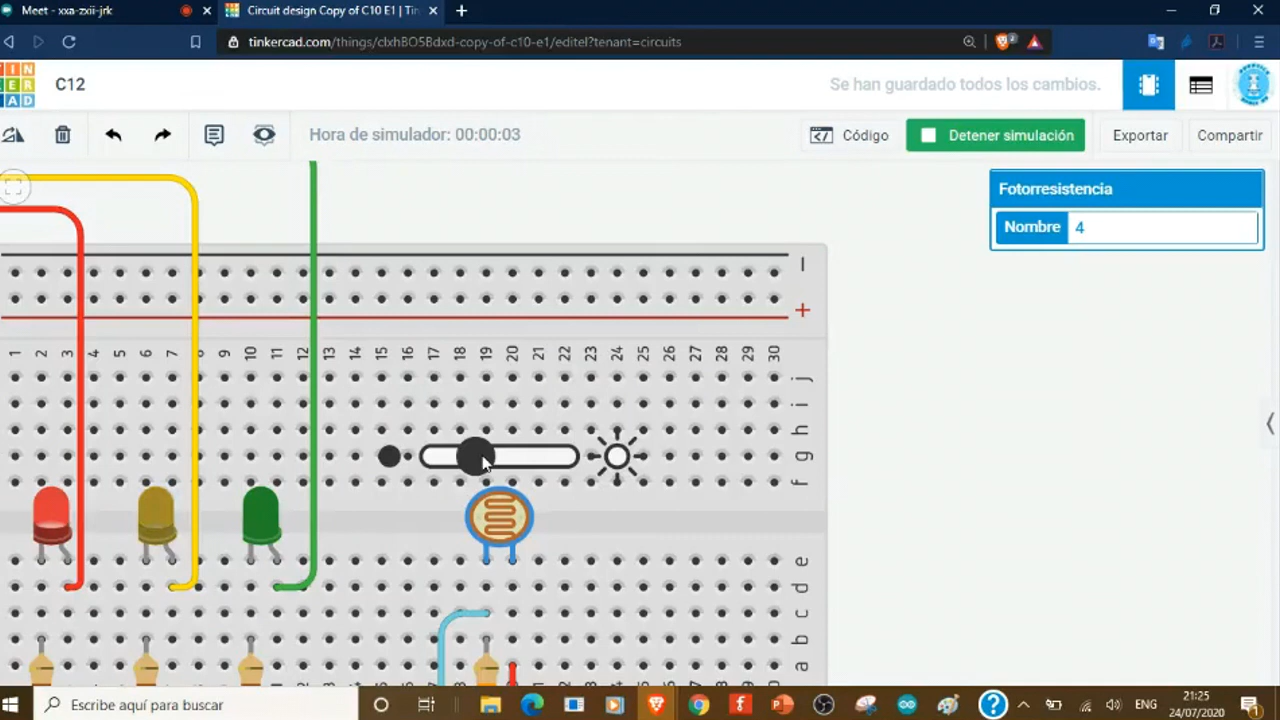 Meet - xxa-zxii-jrk
Circuit design Copy of C10 E1 | Tin
tinkercad.com/things/clxhBO5Bdxd-copy-of-c10-e1/editel?tenant=circuits
2
TIN
ERC
AD
C12
Se han guardado todos los cambios.
Hora de simulador: 00:00:03
Código
Detener simulación
Exportar
Compartir
Fotorresistencia
Nombre 4
1 2 3 4 5 6 7 8 9 10 11 12 13 14 15 16 17 18 19 20 21 22 23 24 25 26 27 28 29 30
j
i
h
g
f
e
d
c
b
a
Escribe aquí para buscar
ENG
21:25
24/07/2020
1